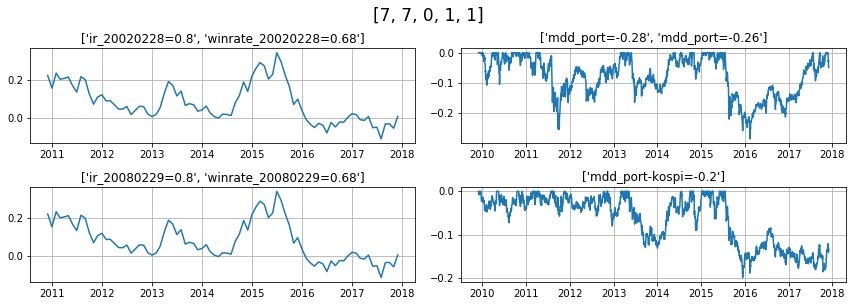 [7, 7, 0, 1, 1]
['ir_20020228=0.8', 'winrate_20020228=0.68']
0.2
0.0
2011 2012 2013 2014 2015 2016 2017 2018
['mdd_port=-0.28', 'mdd_port=-0.26']
0.0
−0.1
−0.2
2010 2011 2012 2013 2014 2015 2016 2017 2018
['ir_20080229=0.8', 'winrate_20080229=0.68']
0.2
0.0
2011 2012 2013 2014 2015 2016 2017 2018
['mdd_port-kospi=-0.2']
0.0
−0.1
−0.2
2010 2011 2012 2013 2014 2015 2016 2017 2018